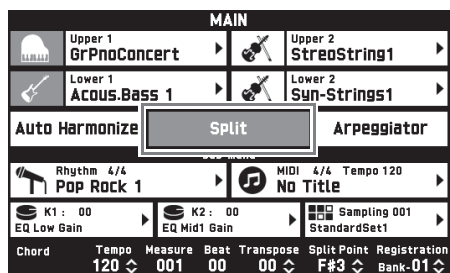 MAIN
Upper 1
GrPnoConcert
Upper 2
StreoString1
Lower 1
Acous.Bass 1
Lower 2
Syn-Strings1
Auto Harmonize
Split
Arpeggiator
Rhythm 4/4
Pop Rock 1
MIDI 4/4 Tempo 120
No Title
K1: 00
EQ Low Gain
K2: 00
EQ Mid1 Gain
Sampling 001
StandardSet1
Chord Tempo Measure Beat Transpose Split Point Registration
120 001 00 00 F#3 Bank-01